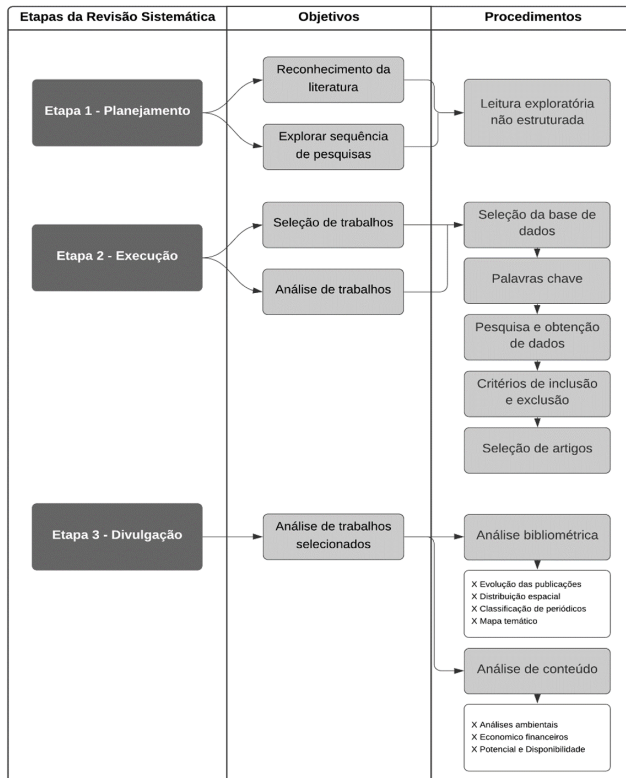 Etapas da Revisão Sistemática
Objetivos
Procedimentos
Etapa 1 - Planejamento
Reconhecimento da
literatura
Explorar sequência
de pesquisas
Leitura exploratória
não estruturada
Etapa 2 - Execução
Seleção de trabalhos
Análise de trabalhos
Seleção da base de
dados
Palavras chave
Pesquisa e obtenção
de dados
Critérios de inclusão
e exclusão
Seleção de artigos
Etapa 3 - Divulgação
Análise de trabalhos
selecionados
Análise bibliométrica
X Evolução das publicações
X Distribuição espacial
X Classificação de periódicos
X Mapa temático
Análise de conteúdo
X Análises ambientais
X Economico financeiros
X Potencial e Disponibilidade